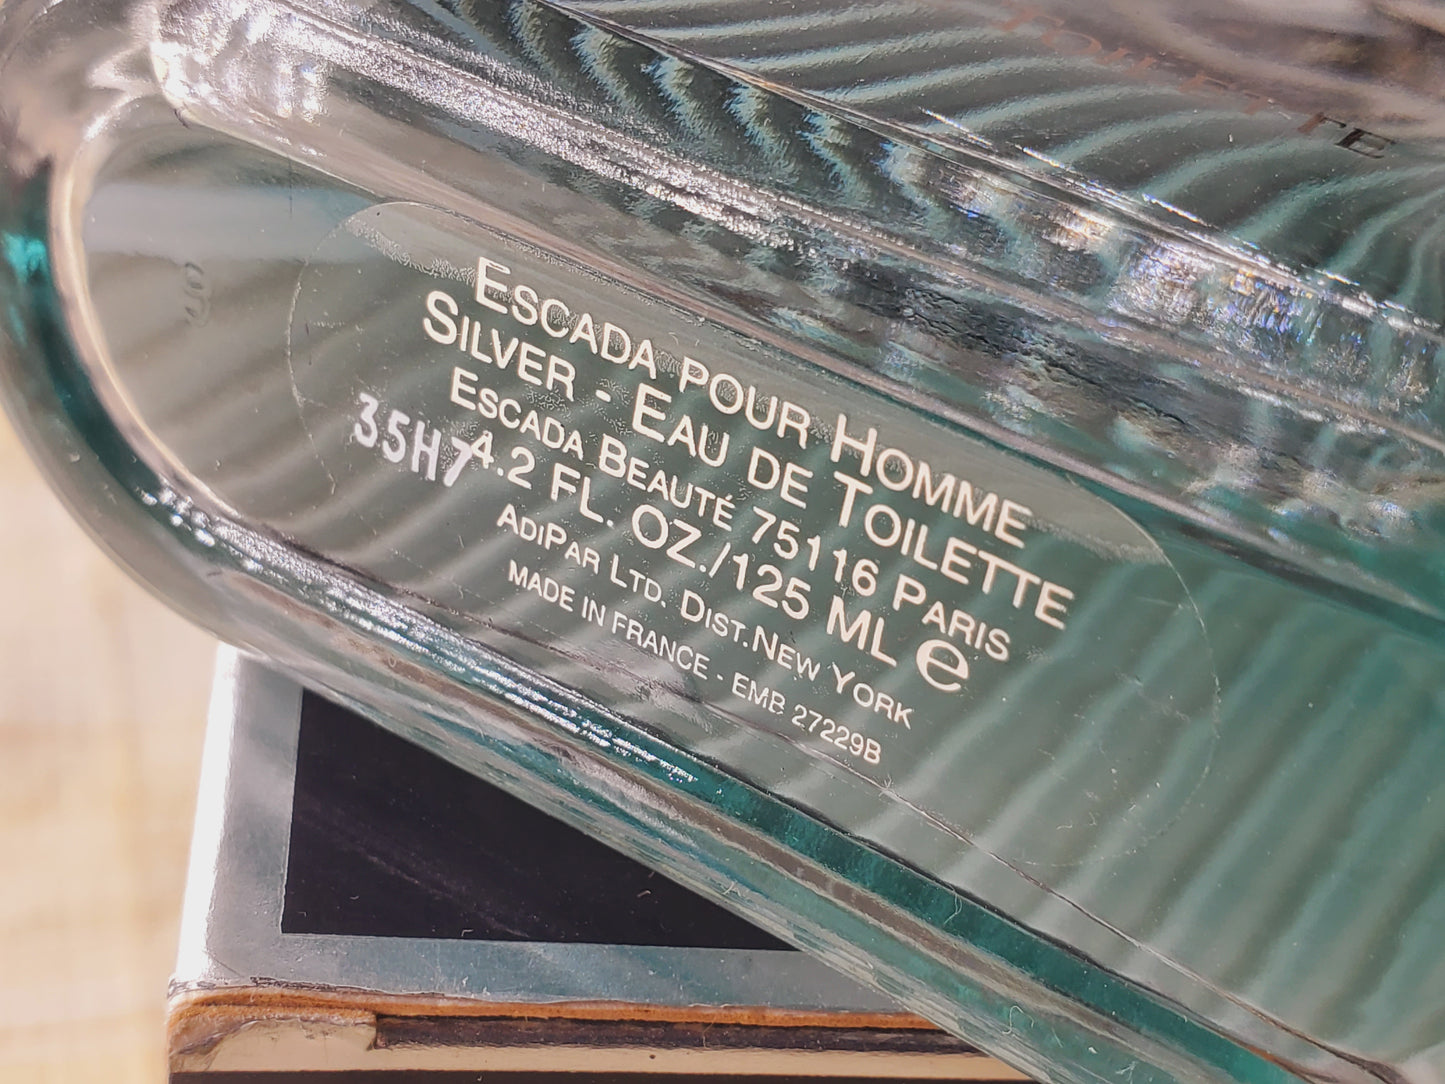 ESCADA POUR HOMME
SILVER - EAU DE TOILETTE
ESCADA BEAUTÉ 75116 PARIS
4.2 FL. OZ./125 ML e
ADIPAR LTD. DIST. NEW YORK
MADE IN FRANCE - EMB 27229B
35H7